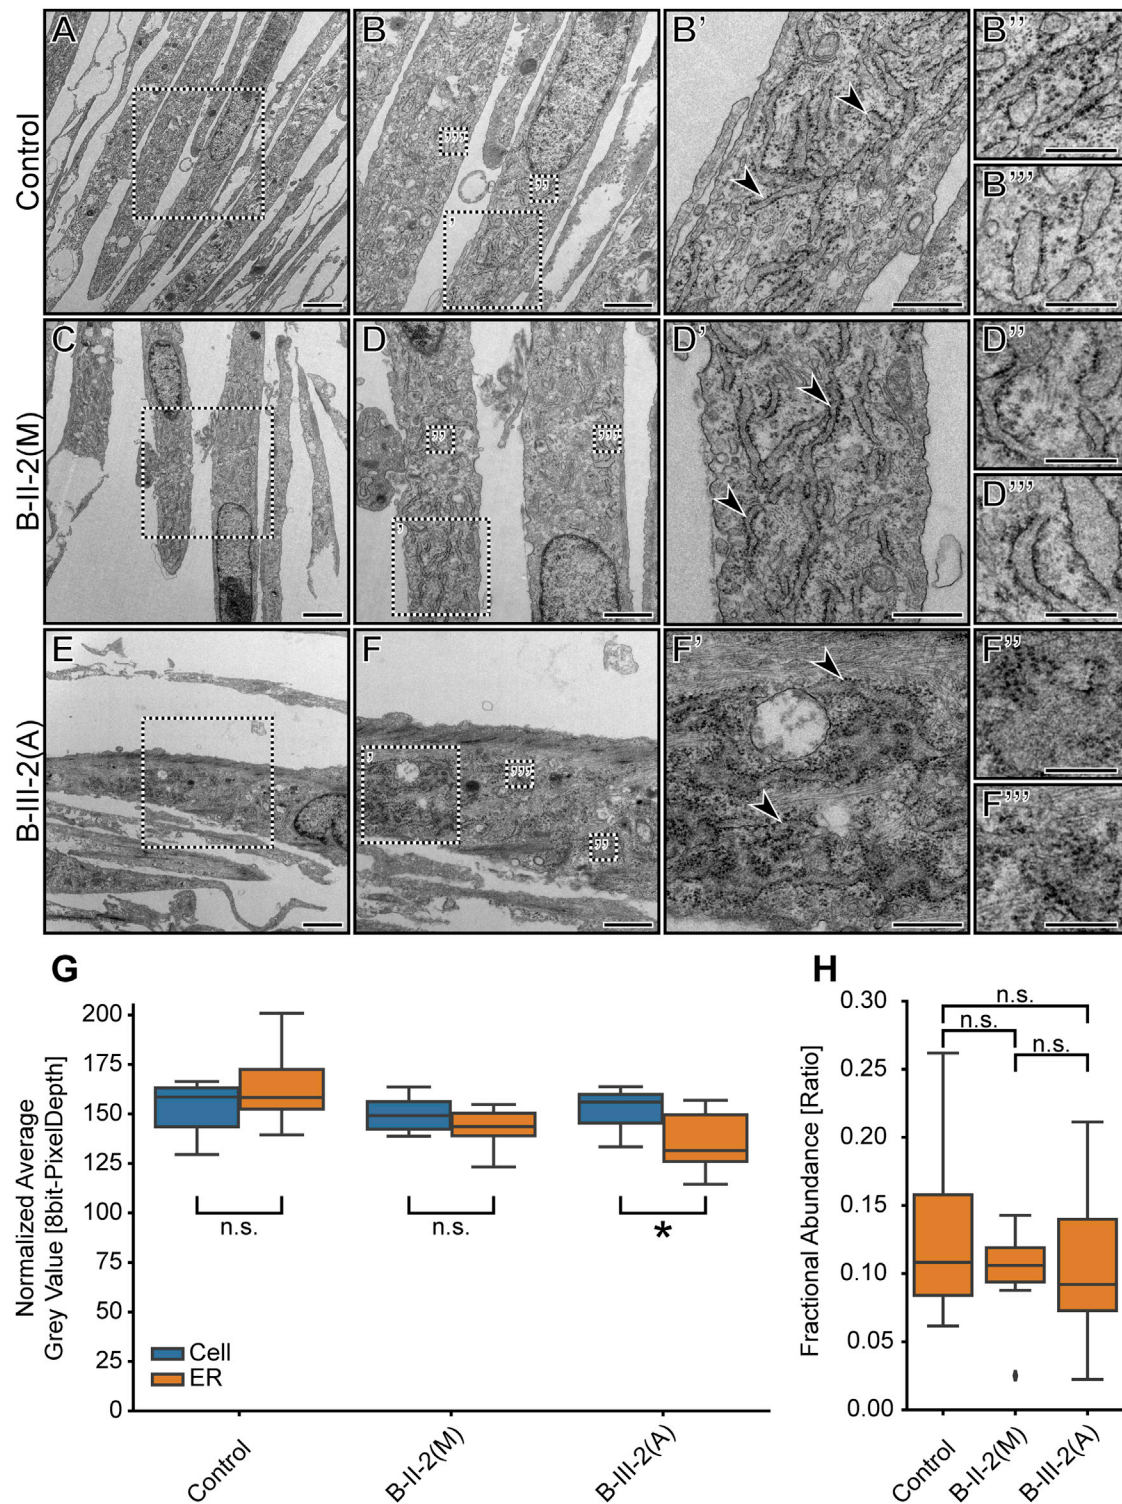 Control
A
B
B’
B’’
B’’’
’’’
’’
’
B-II-2(M)
C
D
D’
D’’
D’’’
’’
’’’
’
B-III-2(A)
E
F
F’
F’’
F’’’
’
’’’
’’
G
Normalized Average
Grey Value [8bit-PixelDepth]
200
175
150
125
100
75
50
25
0
n.s.
n.s.
*
Cell
ER
Control
B-II-2(M)
B-III-2(A)
H
Fractional Abundance [Ratio]
0.30
0.25
0.20
0.15
0.10
0.05
0.00
n.s.
n.s.
n.s.
Control
B-II-2(M)
B-III-2(A)